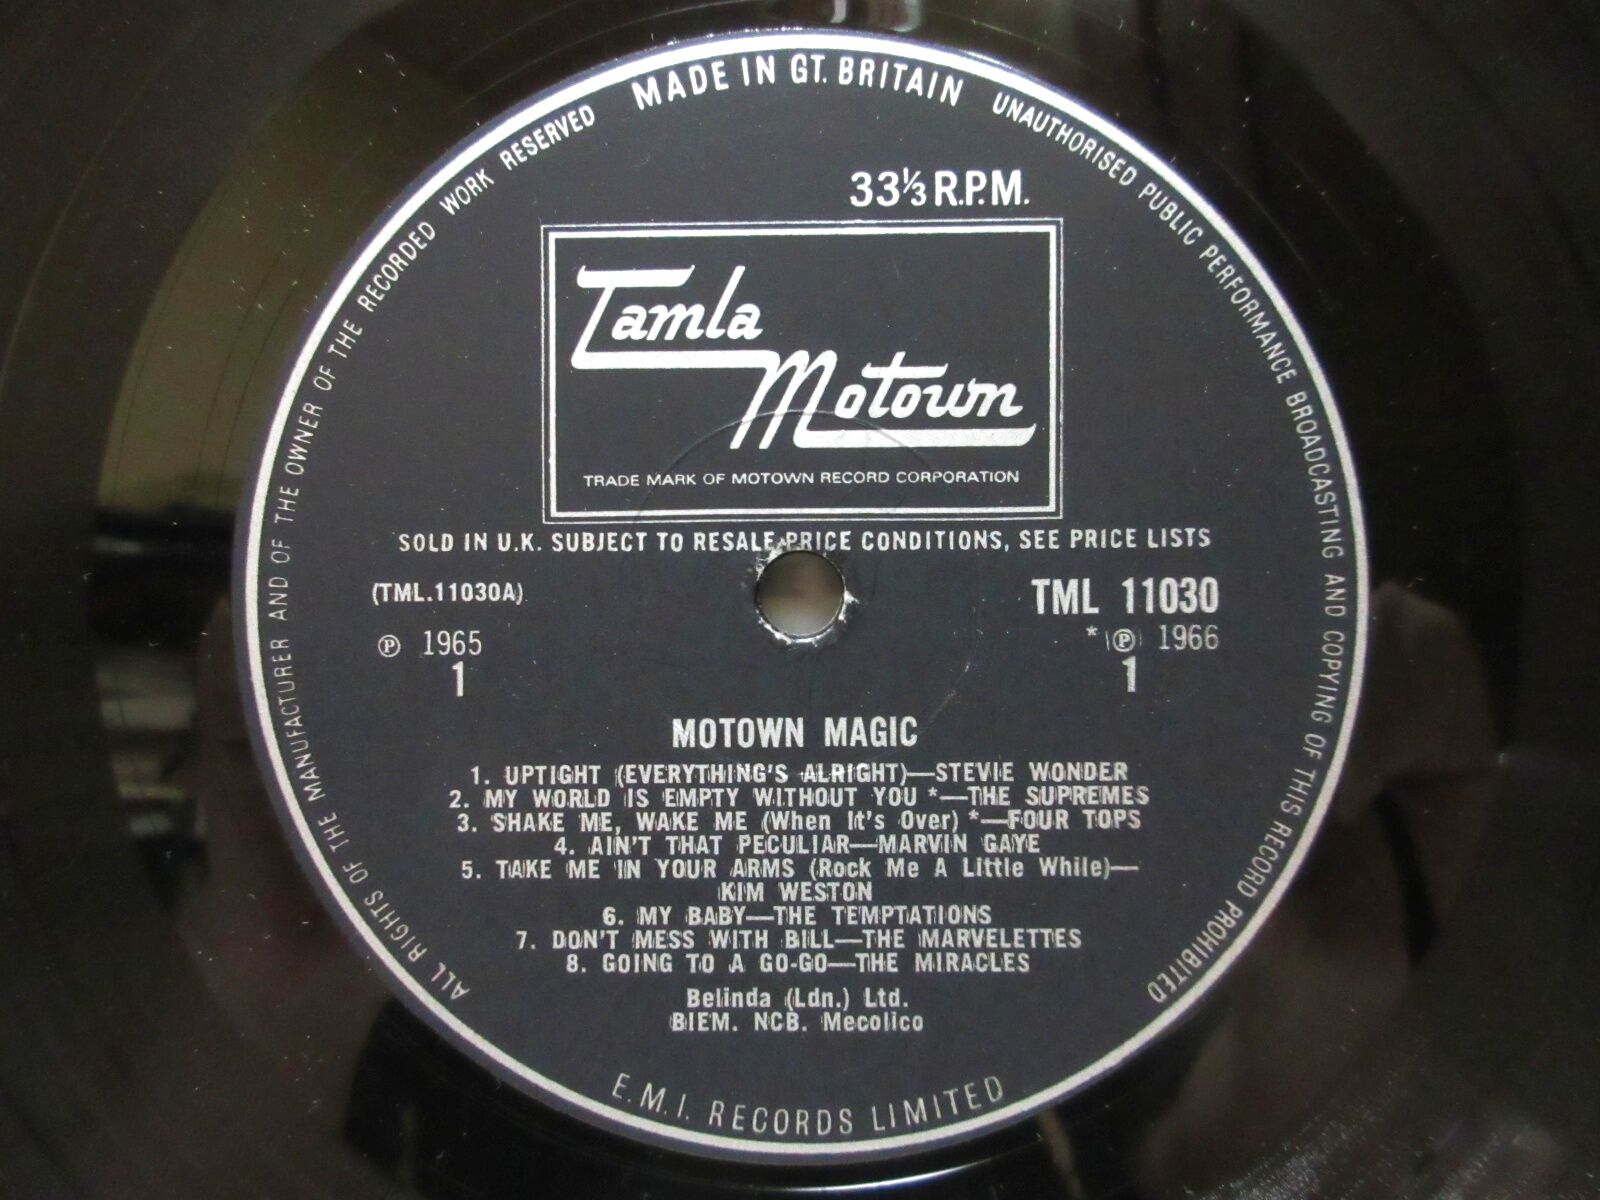 MADE IN GT. BRITAIN
UNAUTHORISED PUBLIC PERFORMANCE BROADCASTING AND COPYING OF THIS RECORD PROHIBITED
ALL RIGHTS OF THE MANUFACTURER AND OF THE OWNER OF THE RECORDED WORK RESERVED
33⅓ R.P.M.
Tamla
Motown
TRADE MARK OF MOTOWN RECORD CORPORATION
SOLD IN U.K. SUBJECT TO RESALE PRICE CONDITIONS, SEE PRICE LISTS
(TML.11030A)
TML 11030
℗ 1965
* ℗ 1966
1
1
MOTOWN MAGIC
1. UPTIGHT (EVERYTHING'S ALRIGHT)—STEVIE WONDER
2. MY WORLD IS EMPTY WITHOUT YOU *—THE SUPREMES
3. SHAKE ME, WAKE ME (When It's Over) *—FOUR TOPS
4. AIN'T THAT PECULIAR—MARVIN GAYE
5. TAKE ME IN YOUR ARMS (Rock Me A Little While)—
KIM WESTON
6. MY BABY—THE TEMPTATIONS
7. DON'T MESS WITH BILL—THE MARVELETTES
8. GOING TO A GO-GO—THE MIRACLES
Belinda (Ldn.) Ltd.
BIEM. NCB. Mecolico
E.M.I. RECORDS LIMITED